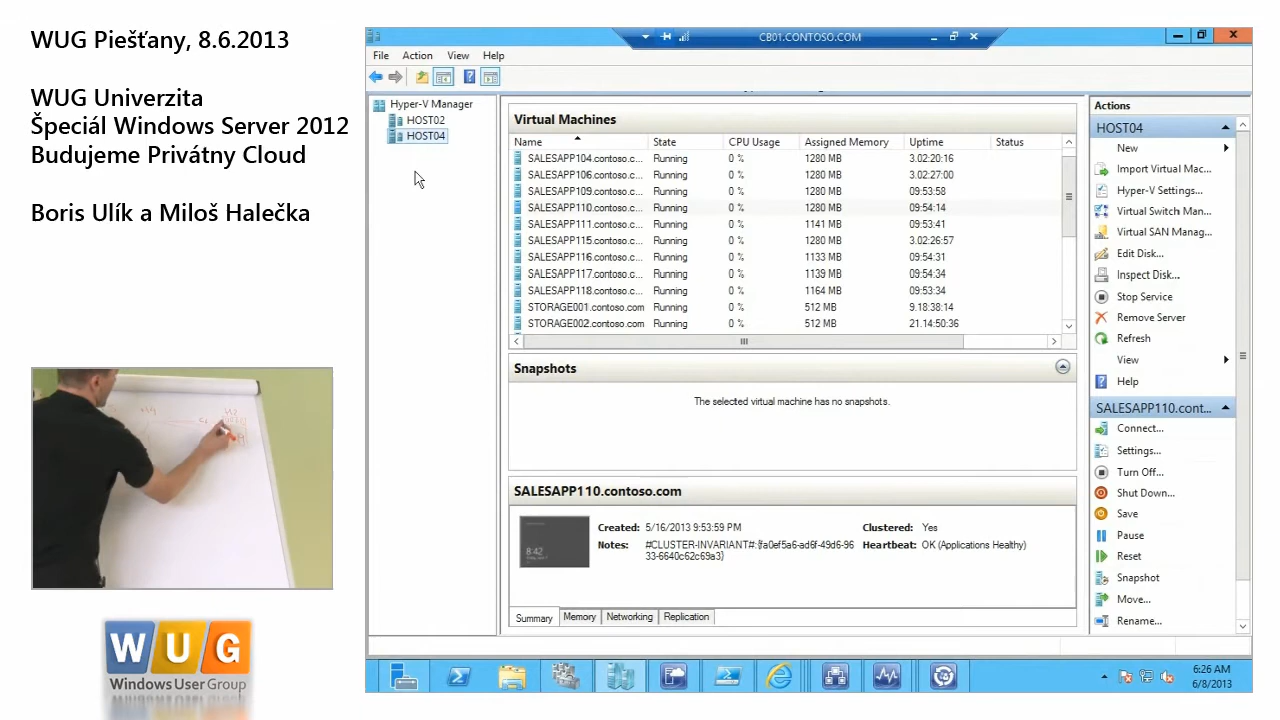 WUG Piešťany, 8.6.2013
WUG Univerzita
Špeciál Windows Server 2012
Budujeme Privátny Cloud
Boris Ulík a Miloš Halečka
WUG
Windows User Group
CB01.CONTOSO.COM
File Action View Help
Hyper-V Manager
HOST02
HOST04
Virtual Machines
Name State CPU Usage Assigned Memory Uptime Status
SALESAPP104.contoso.c... Running 0 % 1280 MB 3.02:20:16
SALESAPP106.contoso.c... Running 0 % 1280 MB 3.02:27:00
SALESAPP109.contoso.c... Running 0 % 1280 MB 09:53:58
SALESAPP110.contoso.c... Running 0 % 1280 MB 09:54:14
SALESAPP111.contoso.c... Running 0 % 1141 MB 09:53:41
SALESAPP115.contoso.c... Running 0 % 1280 MB 3.02:26:57
SALESAPP116.contoso.c... Running 0 % 1133 MB 09:54:31
SALESAPP117.contoso.c... Running 0 % 1139 MB 09:54:34
SALESAPP118.contoso.c... Running 0 % 1164 MB 09:53:34
STORAGE001.contoso.com Running 0 % 512 MB 9.18:38:14
STORAGE002.contoso.com Running 0 % 512 MB 21.14:50:36
Snapshots
The selected virtual machine has no snapshots.
SALESAPP110.contoso.com
8:42
Created: 5/16/2013 9:53:59 PM
Clustered: Yes
Notes: #CLUSTER-INVARIANT#:{fa0ef5a6-ad6f-49d6-96
33-6640c62c69a3}
Heartbeat: OK (Applications Healthy)
Summary Memory Networking Replication
Actions
HOST04
New
Import Virtual Mac...
Hyper-V Settings...
Virtual Switch Man...
Virtual SAN Manag...
Edit Disk...
Inspect Disk...
Stop Service
Remove Server
Refresh
View
Help
SALESAPP110.cont...
Connect...
Settings...
Turn Off...
Shut Down...
Save
Pause
Reset
Snapshot
Move...
Rename...
6:26 AM
6/8/2013